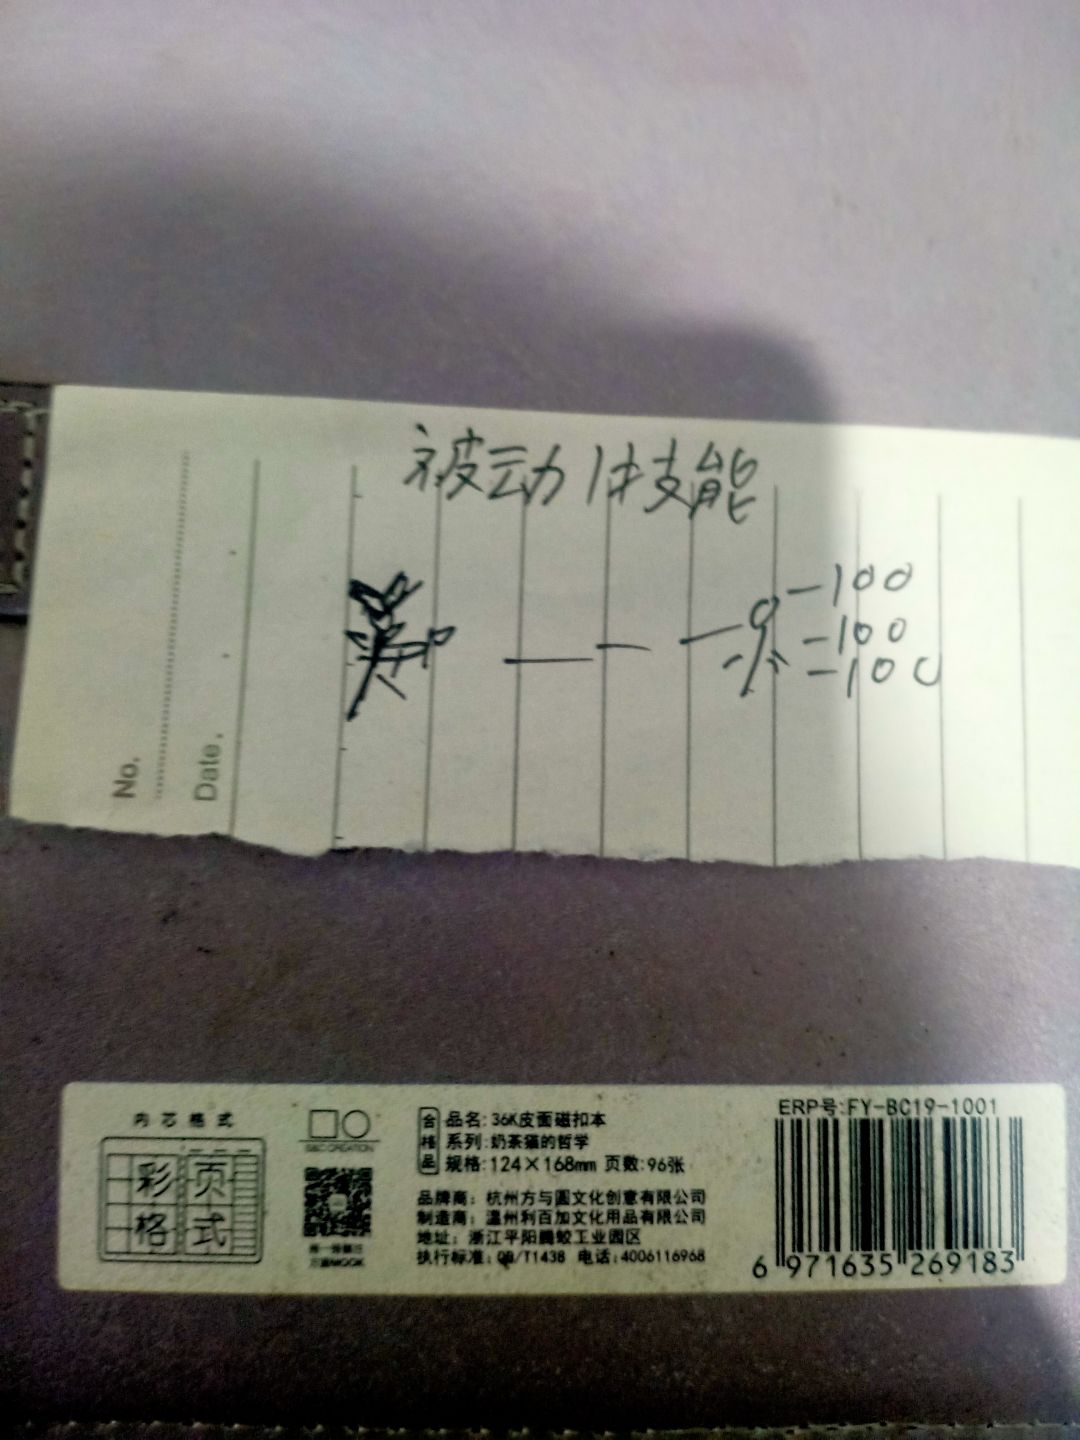 被动技能
-100
-100
-100
No.
Date.
内芯格式
彩页
格式
合格品
品名：36K皮面磁扣本
系列：奶茶猫的哲学
规格：124×168mm 页数：96张
品牌商：杭州方与圆文化创意有限公司
制造商：温州利百加文化用品有限公司
地址：浙江平阳腾蛟工业园区
执行标准：QB/T1438 电话：4006116968
ERP号：FY-BC19-1001
6 971635 269183